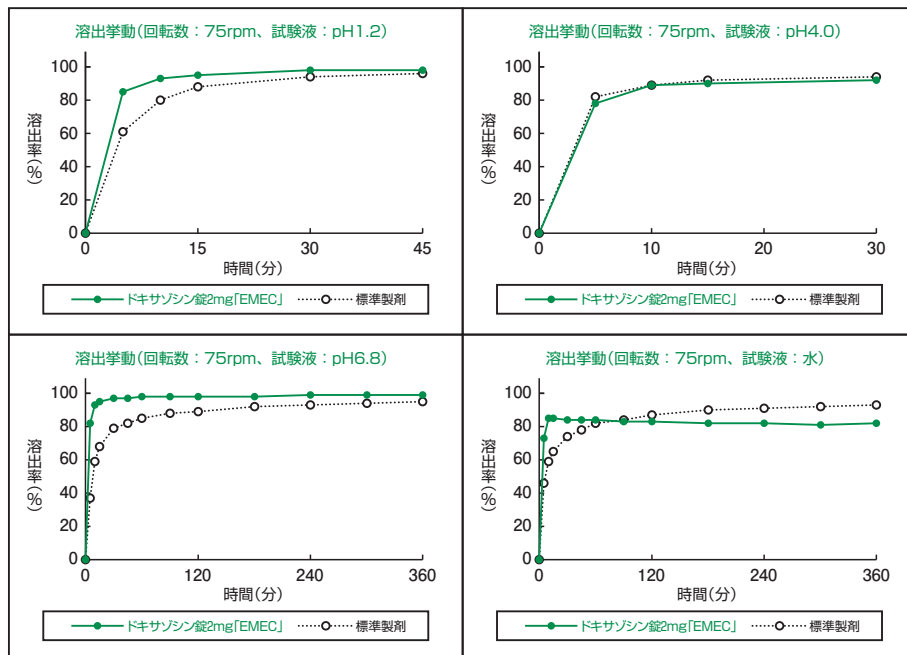 溶出挙動(回転数：75rpm、試験液：pH1.2)
100
80
60
40
20
0
溶出率(%)
0 15 30 45
時間(分)
ドキサゾシン錠2mg「EMEC」 標準製剤
溶出挙動(回転数：75rpm、試験液：pH4.0)
100
80
60
40
20
0
溶出率(%)
0 10 20 30
時間(分)
ドキサゾシン錠2mg「EMEC」 標準製剤
溶出挙動(回転数：75rpm、試験液：pH6.8)
100
80
60
40
20
0
溶出率(%)
0 120 240 360
時間(分)
ドキサゾシン錠2mg「EMEC」 標準製剤
溶出挙動(回転数：75rpm、試験液：水)
100
80
60
40
20
0
溶出率(%)
0 120 240 360
時間(分)
ドキサゾシン錠2mg「EMEC」 標準製剤